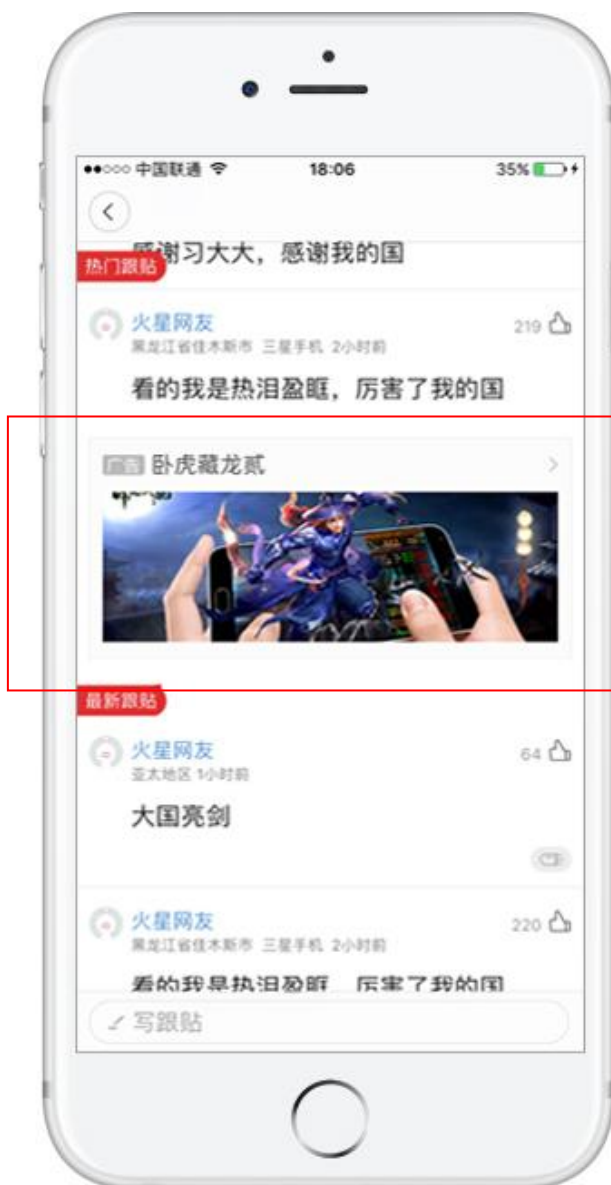 中国联通
18:06
35%
感谢习大大，感谢我的国
热门跟贴
火星网友
219
黑龙江省佳木斯市 三星手机 2小时前
看的我是热泪盈眶，厉害了我的国
广告 卧虎藏龙贰
最新跟贴
火星网友
64
亚太地区 1小时前
大国亮剑
火星网友
220
黑龙江省佳木斯市 三星手机 2小时前
看的我是热泪盈眶，厉害了我的国
写跟贴